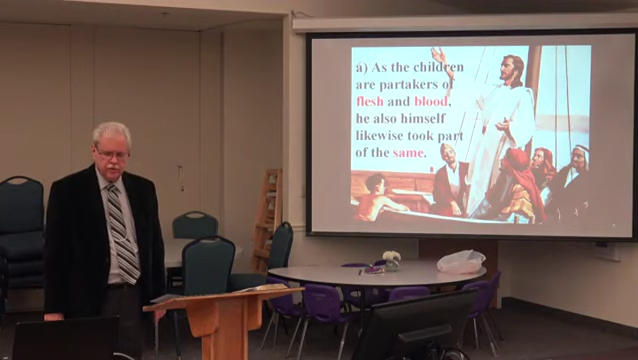 a) As the children
are partakers of
flesh and blood,
he also himself
likewise took part
of the same.